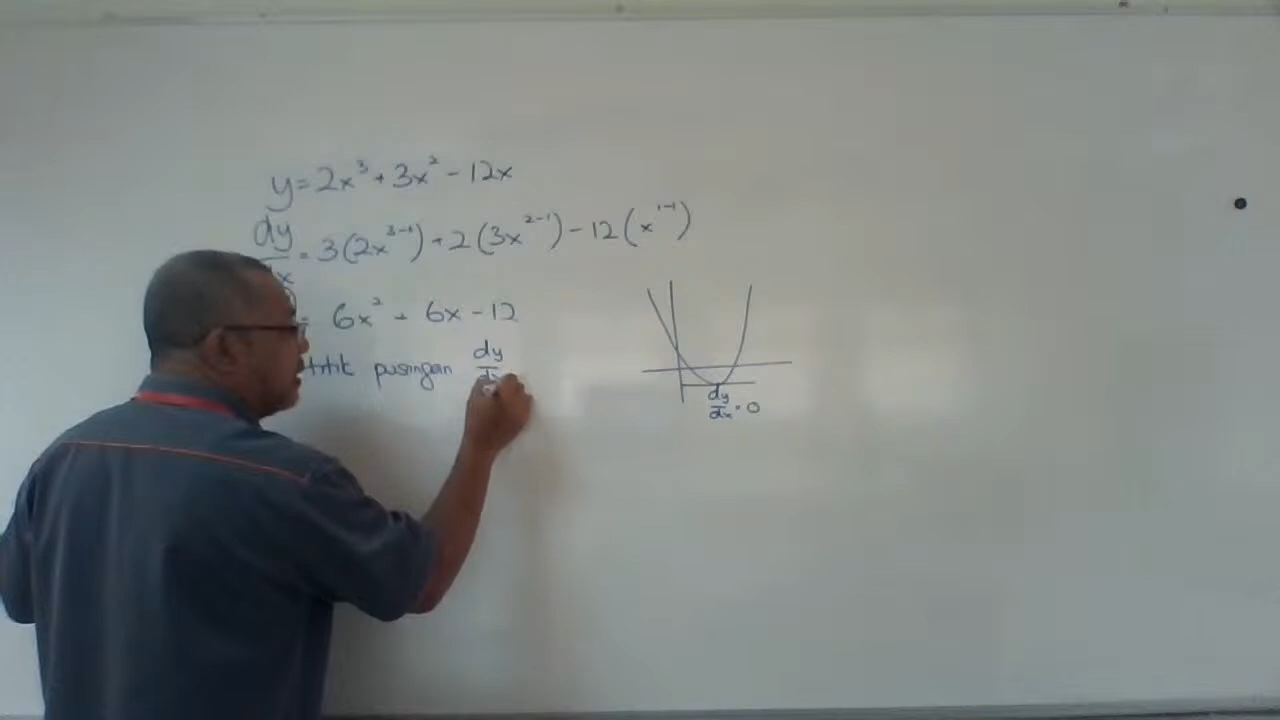 y = 2x³ + 3x² - 12x
dy/dx = 3(2x³⁻¹) + 2(3x²⁻¹) - 12(x¹⁻¹)
= 6x² + 6x - 12
titik pusingan dy/dx
dy/dx = 0